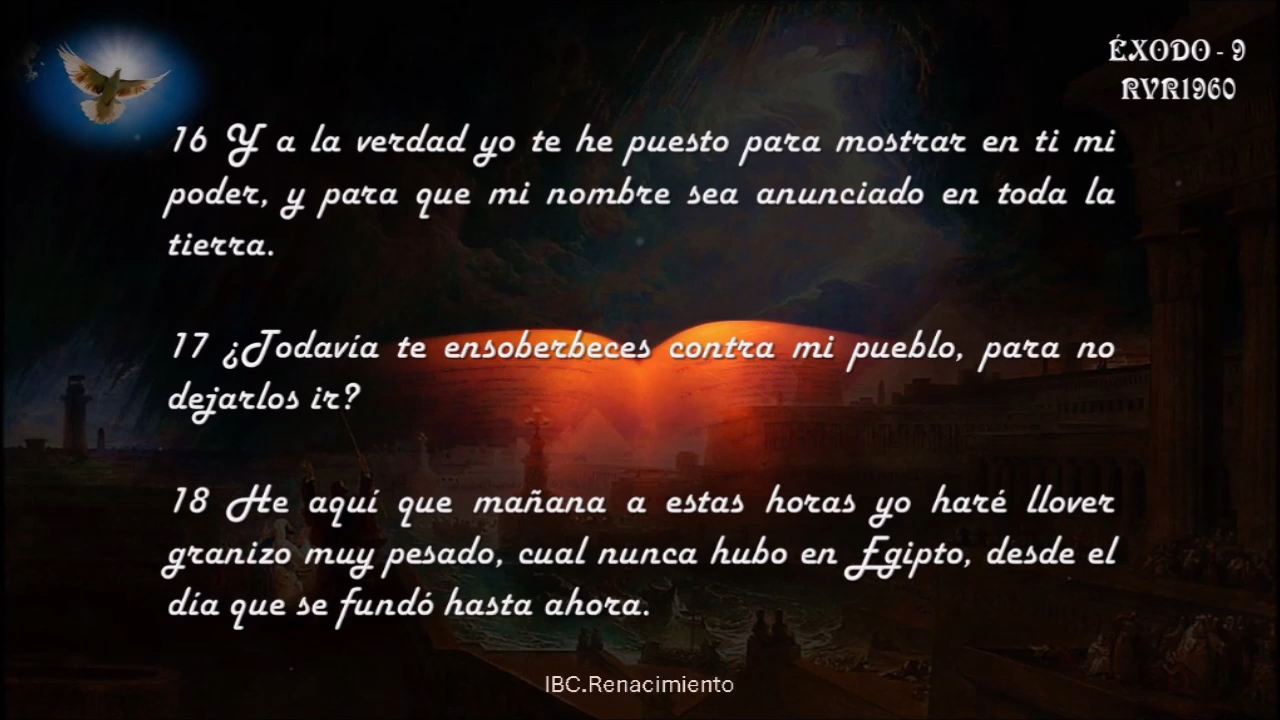 ÉXODO - 9
RVR1960
16 Y a la verdad yo te he puesto para mostrar en ti mi
poder, y para que mi nombre sea anunciado en toda la
tierra.
17 ¿Todavía te ensoberbeces contra mi pueblo, para no
dejarlos ir?
18 He aquí que mañana a estas horas yo haré llover
granizo muy pesado, cual nunca hubo en Egipto, desde el
día que se fundó hasta ahora.
IBC.Renacimiento